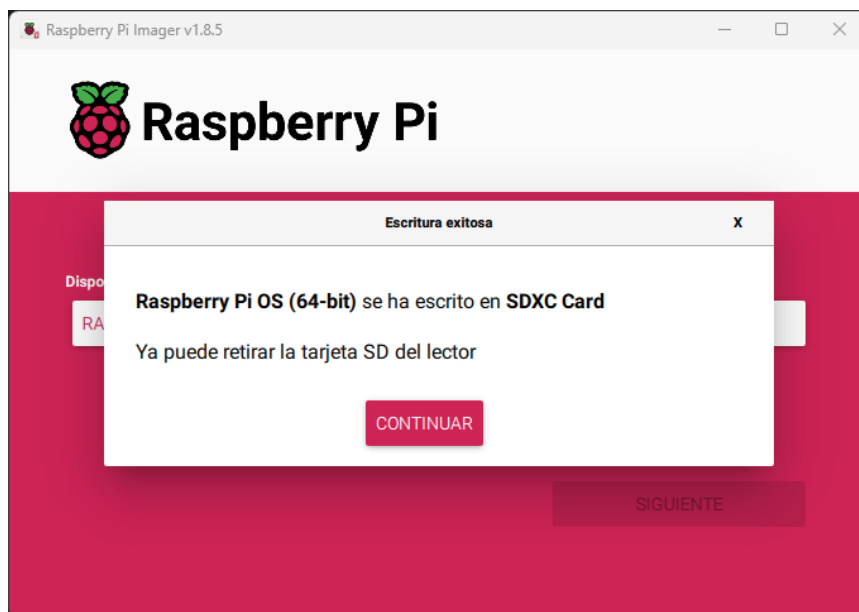 Raspberry Pi Imager v1.8.5
Raspberry Pi
Escritura exitosa X
Dispo
Raspberry Pi OS (64-bit) se ha escrito en SDXC Card
RA
Ya puede retirar la tarjeta SD del lector
CONTINUAR
SIGUIENTE